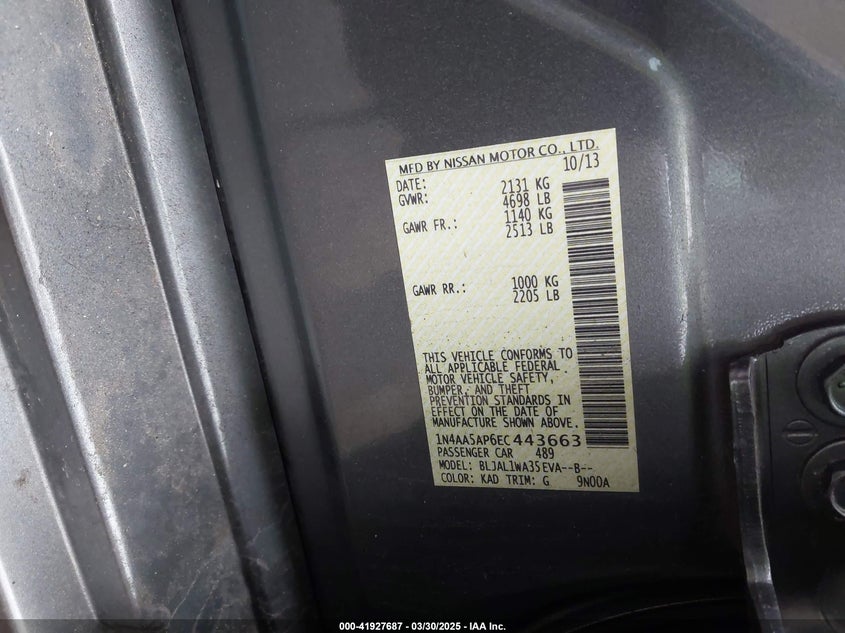 MFD BY NISSAN MOTOR CO., LTD.
10/13
DATE: 2131 KG
GVWR: 4698 LB
GAWR FR.: 1140 KG
2513 LB
GAWR RR.: 1000 KG
2205 LB
THIS VEHICLE CONFORMS TO
ALL APPLICABLE FEDERAL
MOTOR VEHICLE SAFETY,
BUMPER, AND THEFT
PREVENTION STANDARDS IN
EFFECT ON THE DATE OF
MANUFACTURE SHOWN ABOVE.
1N4AA5AP6EC443663
PASSENGER CAR 489
MODEL: BLJAL1WA35EVA--B--
COLOR: KAD TRIM: G 9N00A
000-41927687 - 03/30/2025 - IAA Inc.